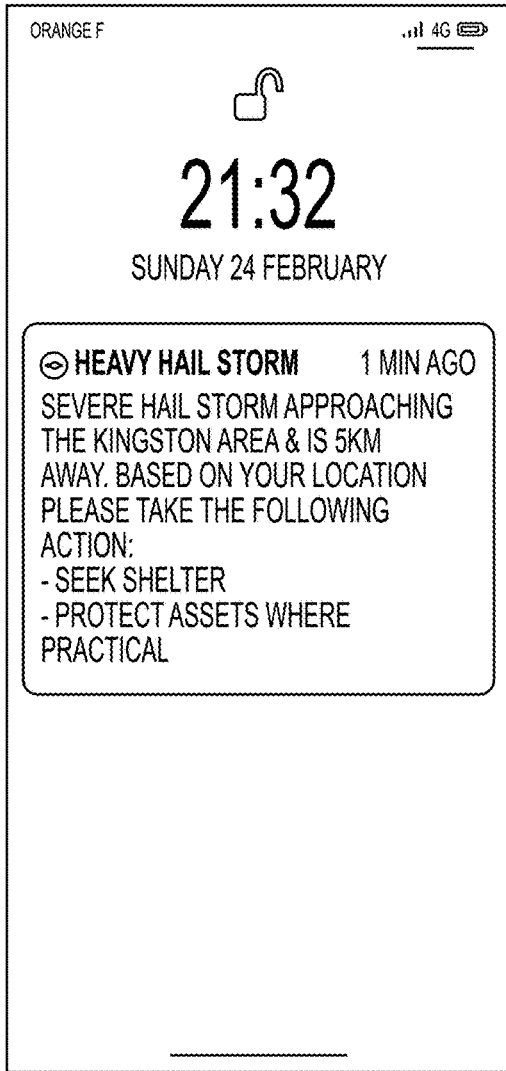 ORANGE F 4G
21:32
SUNDAY 24 FEBRUARY
HEAVY HAIL STORM 1 MIN AGO
SEVERE HAIL STORM APPROACHING
THE KINGSTON AREA & IS 5KM
AWAY. BASED ON YOUR LOCATION
PLEASE TAKE THE FOLLOWING
ACTION:
- SEEK SHELTER
- PROTECT ASSETS WHERE
PRACTICAL